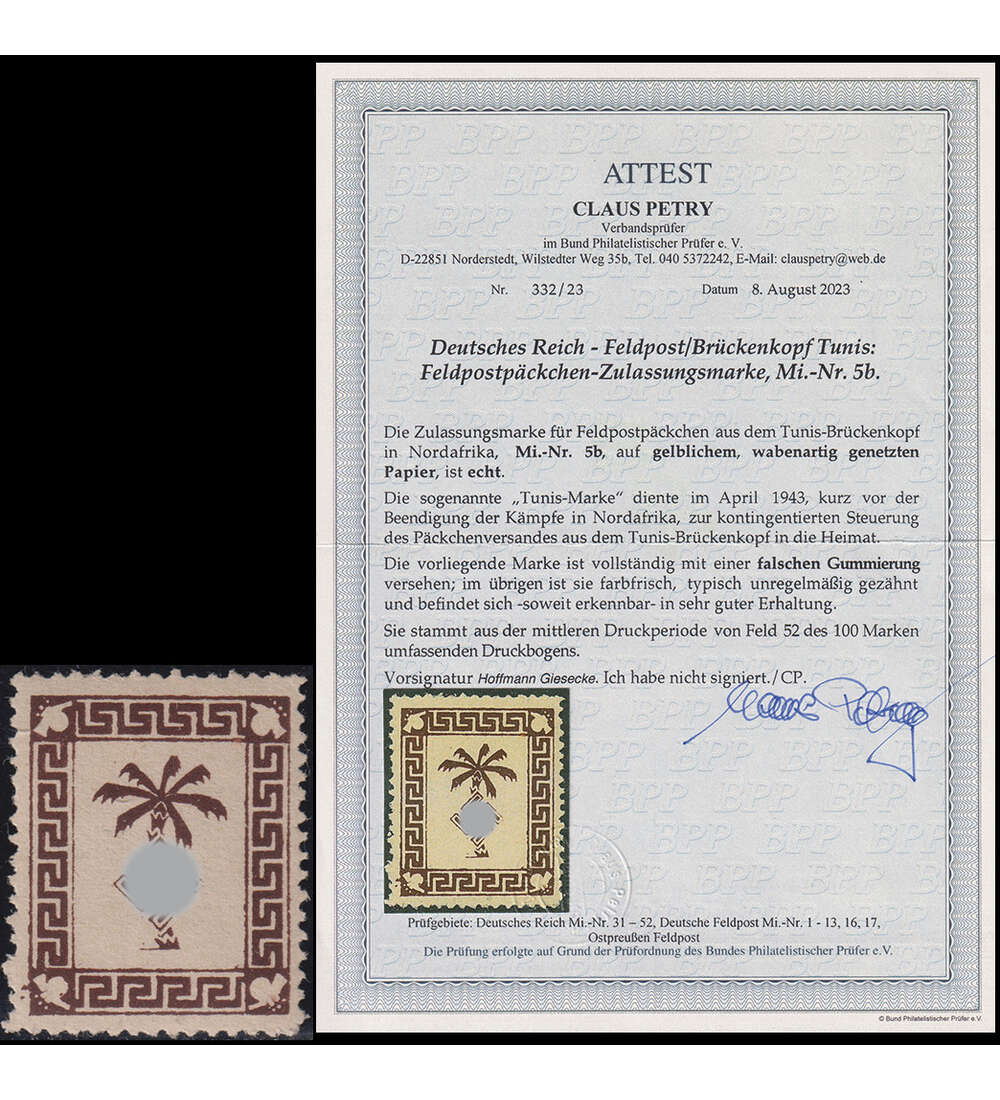 ATTEST
CLAUS PETRY
Verbandsprüfer
im Bund Philatelistischer Prüfer e. V.
D-22851 Norderstedt, Wilstedter Weg 35b, Tel. 040 5372242, E-Mail: clauspetry@web.de
Nr. 332/23 Datum 8. August 2023
Deutsches Reich - Feldpost/Brückenkopf Tunis:
Feldpostpäckchen-Zulassungsmarke, Mi.-Nr. 5b.
Die Zulassungsmarke für Feldpostpäckchen aus dem Tunis-Brückenkopf
in Nordafrika, Mi.-Nr. 5b, auf gelblichem, wabenartig genetzten
Papier, ist echt.
Die sogenannte „Tunis-Marke" diente im April 1943, kurz vor der
Beendigung der Kämpfe in Nordafrika, zur kontingentierten Steuerung
des Päckchenversandes aus dem Tunis-Brückenkopf in die Heimat.
Die vorliegende Marke ist vollständig mit einer falschen Gummierung
versehen; im übrigen ist sie farbfrisch, typisch unregelmäßig gezähnt
und befindet sich -soweit erkennbar- in sehr guter Erhaltung.
Sie stammt aus der mittleren Druckperiode von Feld 52 des 100 Marken
umfassenden Druckbogens.
Vorsignatur Hoffmann Giesecke. Ich habe nicht signiert./CP.
Claus Petry
Prüfgebiete: Deutsches Reich Mi.-Nr. 31 – 52, Deutsche Feldpost Mi.-Nr. 1 - 13, 16, 17,
Ostpreußen Feldpost
Die Prüfung erfolgte auf Grund der Prüfordnung des Bundes Philatelistischer Prüfer e.V.
© Bund Philatelistischer Prüfer e.V.